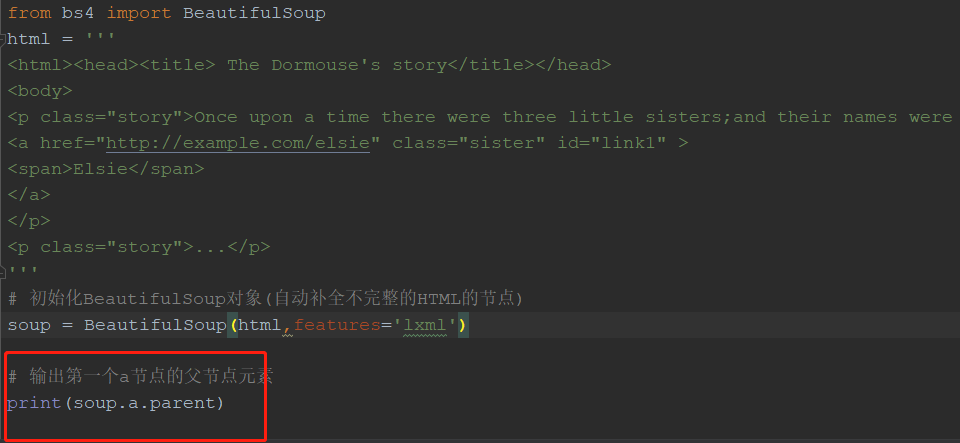 from bs4 import BeautifulSoup
html = '''
<html><head><title> The Dormouse's story</title></head>
<body>
<p class="story">Once upon a time there were three little sisters;and their names were
<a href="http://example.com/elsie" class="sister" id="link1" >
<span>Elsie</span>
</a>
</p>
<p class="story">...</p>
'''
# 初始化BeautifulSoup对象(自动补全不完整的HTML的节点)
soup = BeautifulSoup(html,features='lxml')
# 输出第一个a节点的父节点元素
print(soup.a.parent)